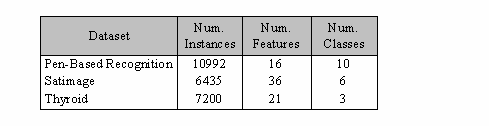 Dataset Num. Instances Num. Features Num. Classes
Pen-Based Recognition 10992 16 10
Satimage 6435 36 6
Thyroid 7200 21 3